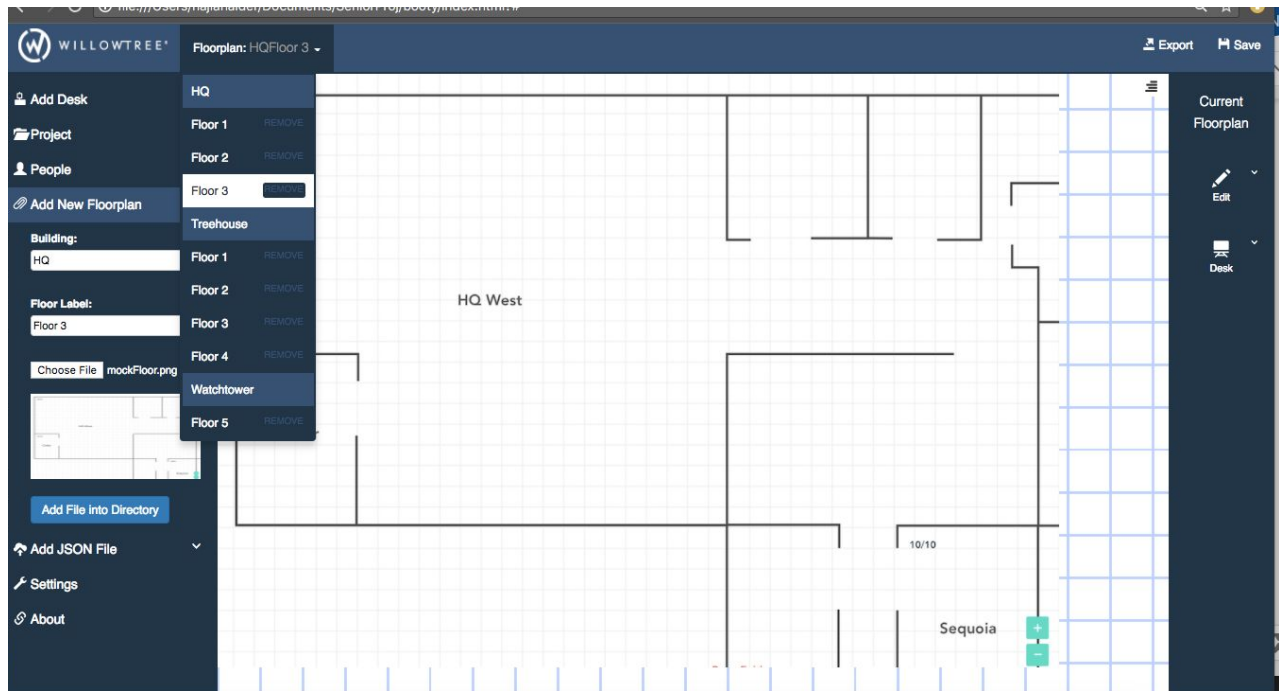 WILLOWTREE®
Floorplan: HQFloor 3
Export
Save
Add Desk
Project
People
Add New Floorplan
Building:
HQ
Floor Label:
Floor 3
Choose File mockFloor.png
Add File into Directory
Add JSON File
Settings
About
HQ
Floor 1 REMOVE
Floor 2 REMOVE
Floor 3 REMOVE
Treehouse
Floor 1 REMOVE
Floor 2 REMOVE
Floor 3 REMOVE
Floor 4 REMOVE
Watchtower
Floor 5 REMOVE
HQ West
10/10
Sequoia
+
−
Current
Floorplan
Edit
Desk